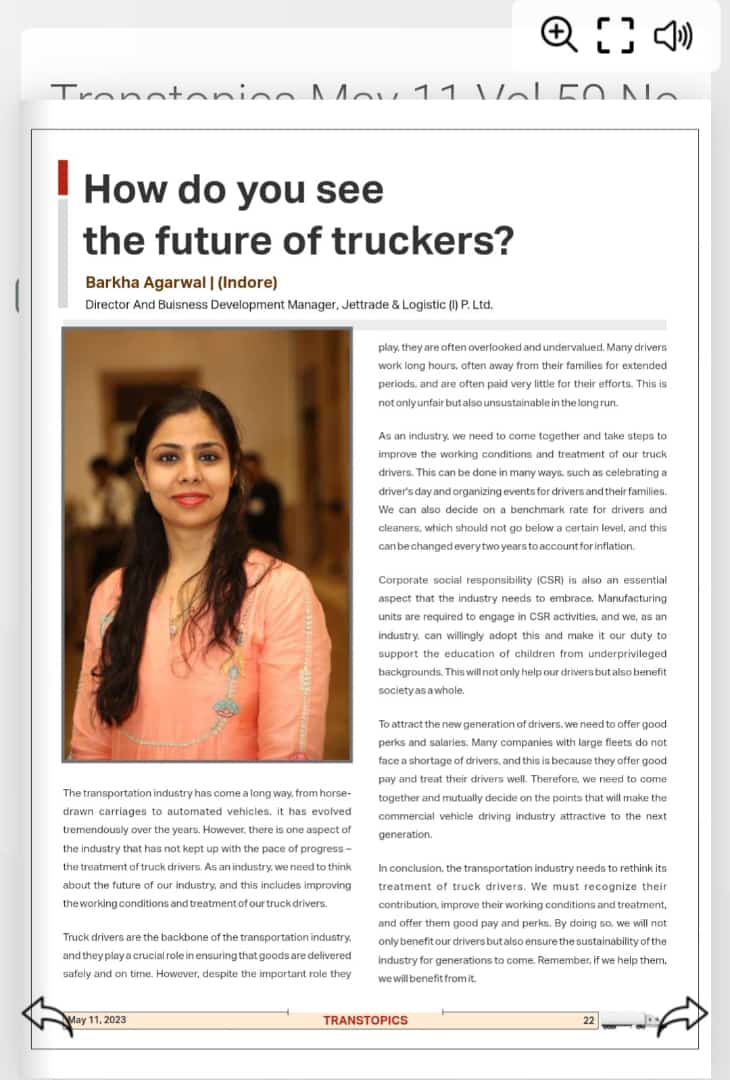 How do you see
the future of truckers?
Barkha Agarwal | (Indore)
Director And Buisness Development Manager, Jettrade & Logistic (I) P. Ltd.
The transportation industry has come a long way, from horse-
drawn carriages to automated vehicles, it has evolved
tremendously over the years. However, there is one aspect of
the industry that has not kept up with the pace of progress –
the treatment of truck drivers. As an industry, we need to think
about the future of our industry, and this includes improving
the working conditions and treatment of our truck drivers.
Truck drivers are the backbone of the transportation industry,
and they play a crucial role in ensuring that goods are delivered
safely and on time. However, despite the important role they
play, they are often overlooked and undervalued. Many drivers
work long hours, often away from their families for extended
periods, and are often paid very little for their efforts. This is
not only unfair but also unsustainable in the long run.
As an industry, we need to come together and take steps to
improve the working conditions and treatment of our truck
drivers. This can be done in many ways, such as celebrating a
driver's day and organizing events for drivers and their families.
We can also decide on a benchmark rate for drivers and
cleaners, which should not go below a certain level, and this
can be changed every two years to account for inflation.
Corporate social responsibility (CSR) is also an essential
aspect that the industry needs to embrace. Manufacturing
units are required to engage in CSR activities, and we, as an
industry, can willingly adopt this and make it our duty to
support the education of children from underprivileged
backgrounds. This will not only help our drivers but also benefit
society as a whole.
To attract the new generation of drivers, we need to offer good
perks and salaries. Many companies with large fleets do not
face a shortage of drivers, and this is because they offer good
pay and treat their drivers well. Therefore, we need to come
together and mutually decide on the points that will make the
commercial vehicle driving industry attractive to the next
generation.
In conclusion, the transportation industry needs to rethink its
treatment of truck drivers. We must recognize their
contribution, improve their working conditions and treatment,
and offer them good pay and perks. By doing so, we will not
only benefit our drivers but also ensure the sustainability of the
industry for generations to come. Remember, if we help them,
we will benefit from it.
May 11, 2023
TRANSTOPICS
22